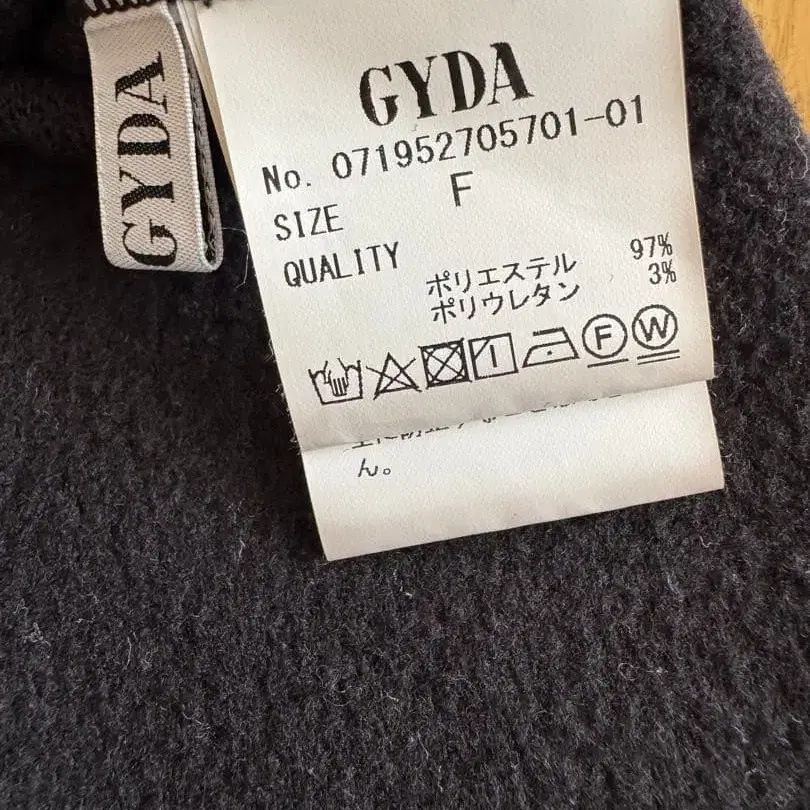 GYDA
GYDA
No. 071952705701-01
SIZE F
QUALITY
ポリエステル 97%
ポリウレタン 3%
F W
ん。